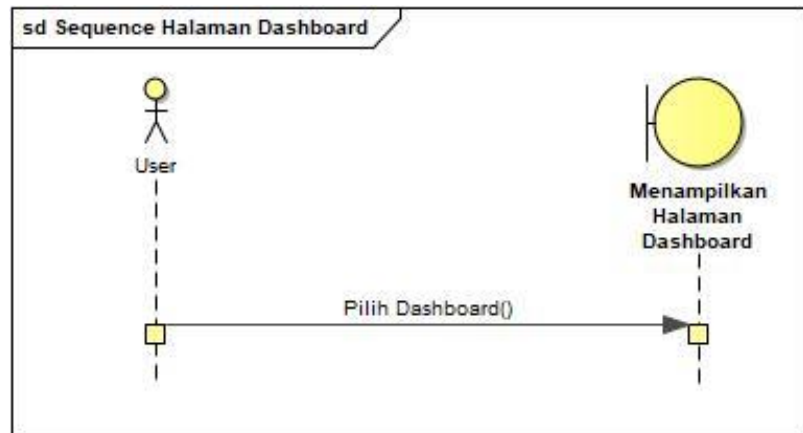 sd Sequence Halaman Dashboard
User
Menampilkan
Halaman
Dashboard
Pilih Dashboard()